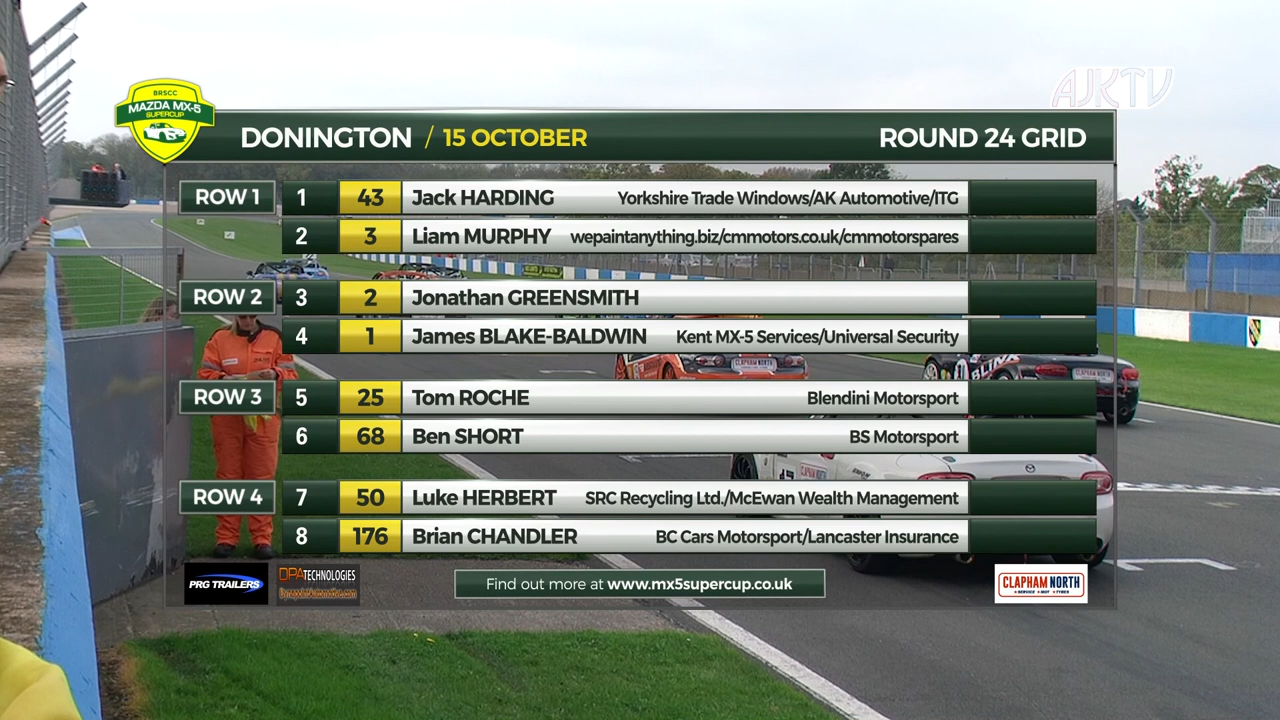 AJKTV
BRSCC
MAZDA MX-5
SUPERCUP
DONINGTON / 15 OCTOBER ROUND 24 GRID
ROW 1 1 43 Jack HARDING Yorkshire Trade Windows/AK Automotive/ITG
2 3 Liam MURPHY wepaintanything.biz/cmmotors.co.uk/cmmotorspares
ROW 2 3 2 Jonathan GREENSMITH
4 1 James BLAKE-BALDWIN Kent MX-5 Services/Universal Security
CLAPHAM NORTH
ROW 3 5 25 Tom ROCHE Blendini Motorsport
6 68 Ben SHORT BS Motorsport
ROW 4 7 50 Luke HERBERT SRC Recycling Ltd./McEwan Wealth Management
8 176 Brian CHANDLER BC Cars Motorsport/Lancaster Insurance
PRG TRAILERS
DPA TECHNOLOGIES
Find out more at www.mx5supercup.co.uk
CLAPHAM NORTH
SERVICE MOT TYRES